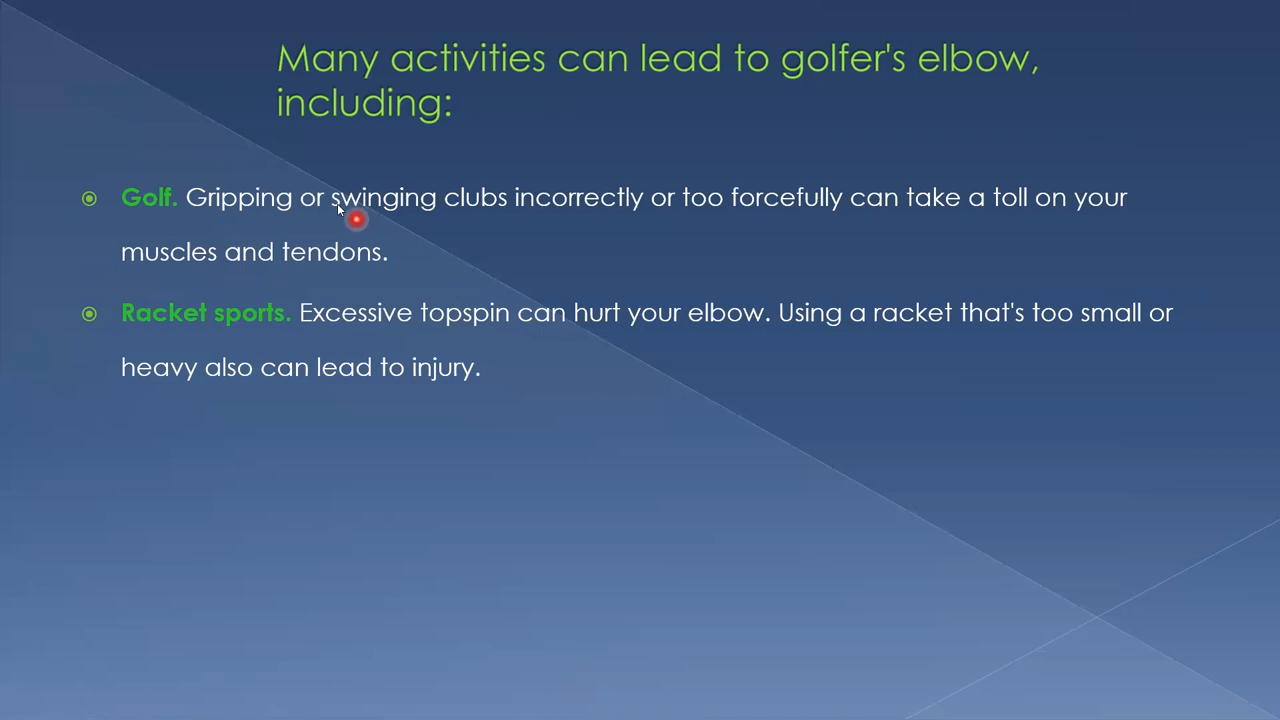 Many activities can lead to golfer's elbow,
including:
Golf. Gripping or swinging clubs incorrectly or too forcefully can take a toll on your
muscles and tendons.
Racket sports. Excessive topspin can hurt your elbow. Using a racket that's too small or
heavy also can lead to injury.